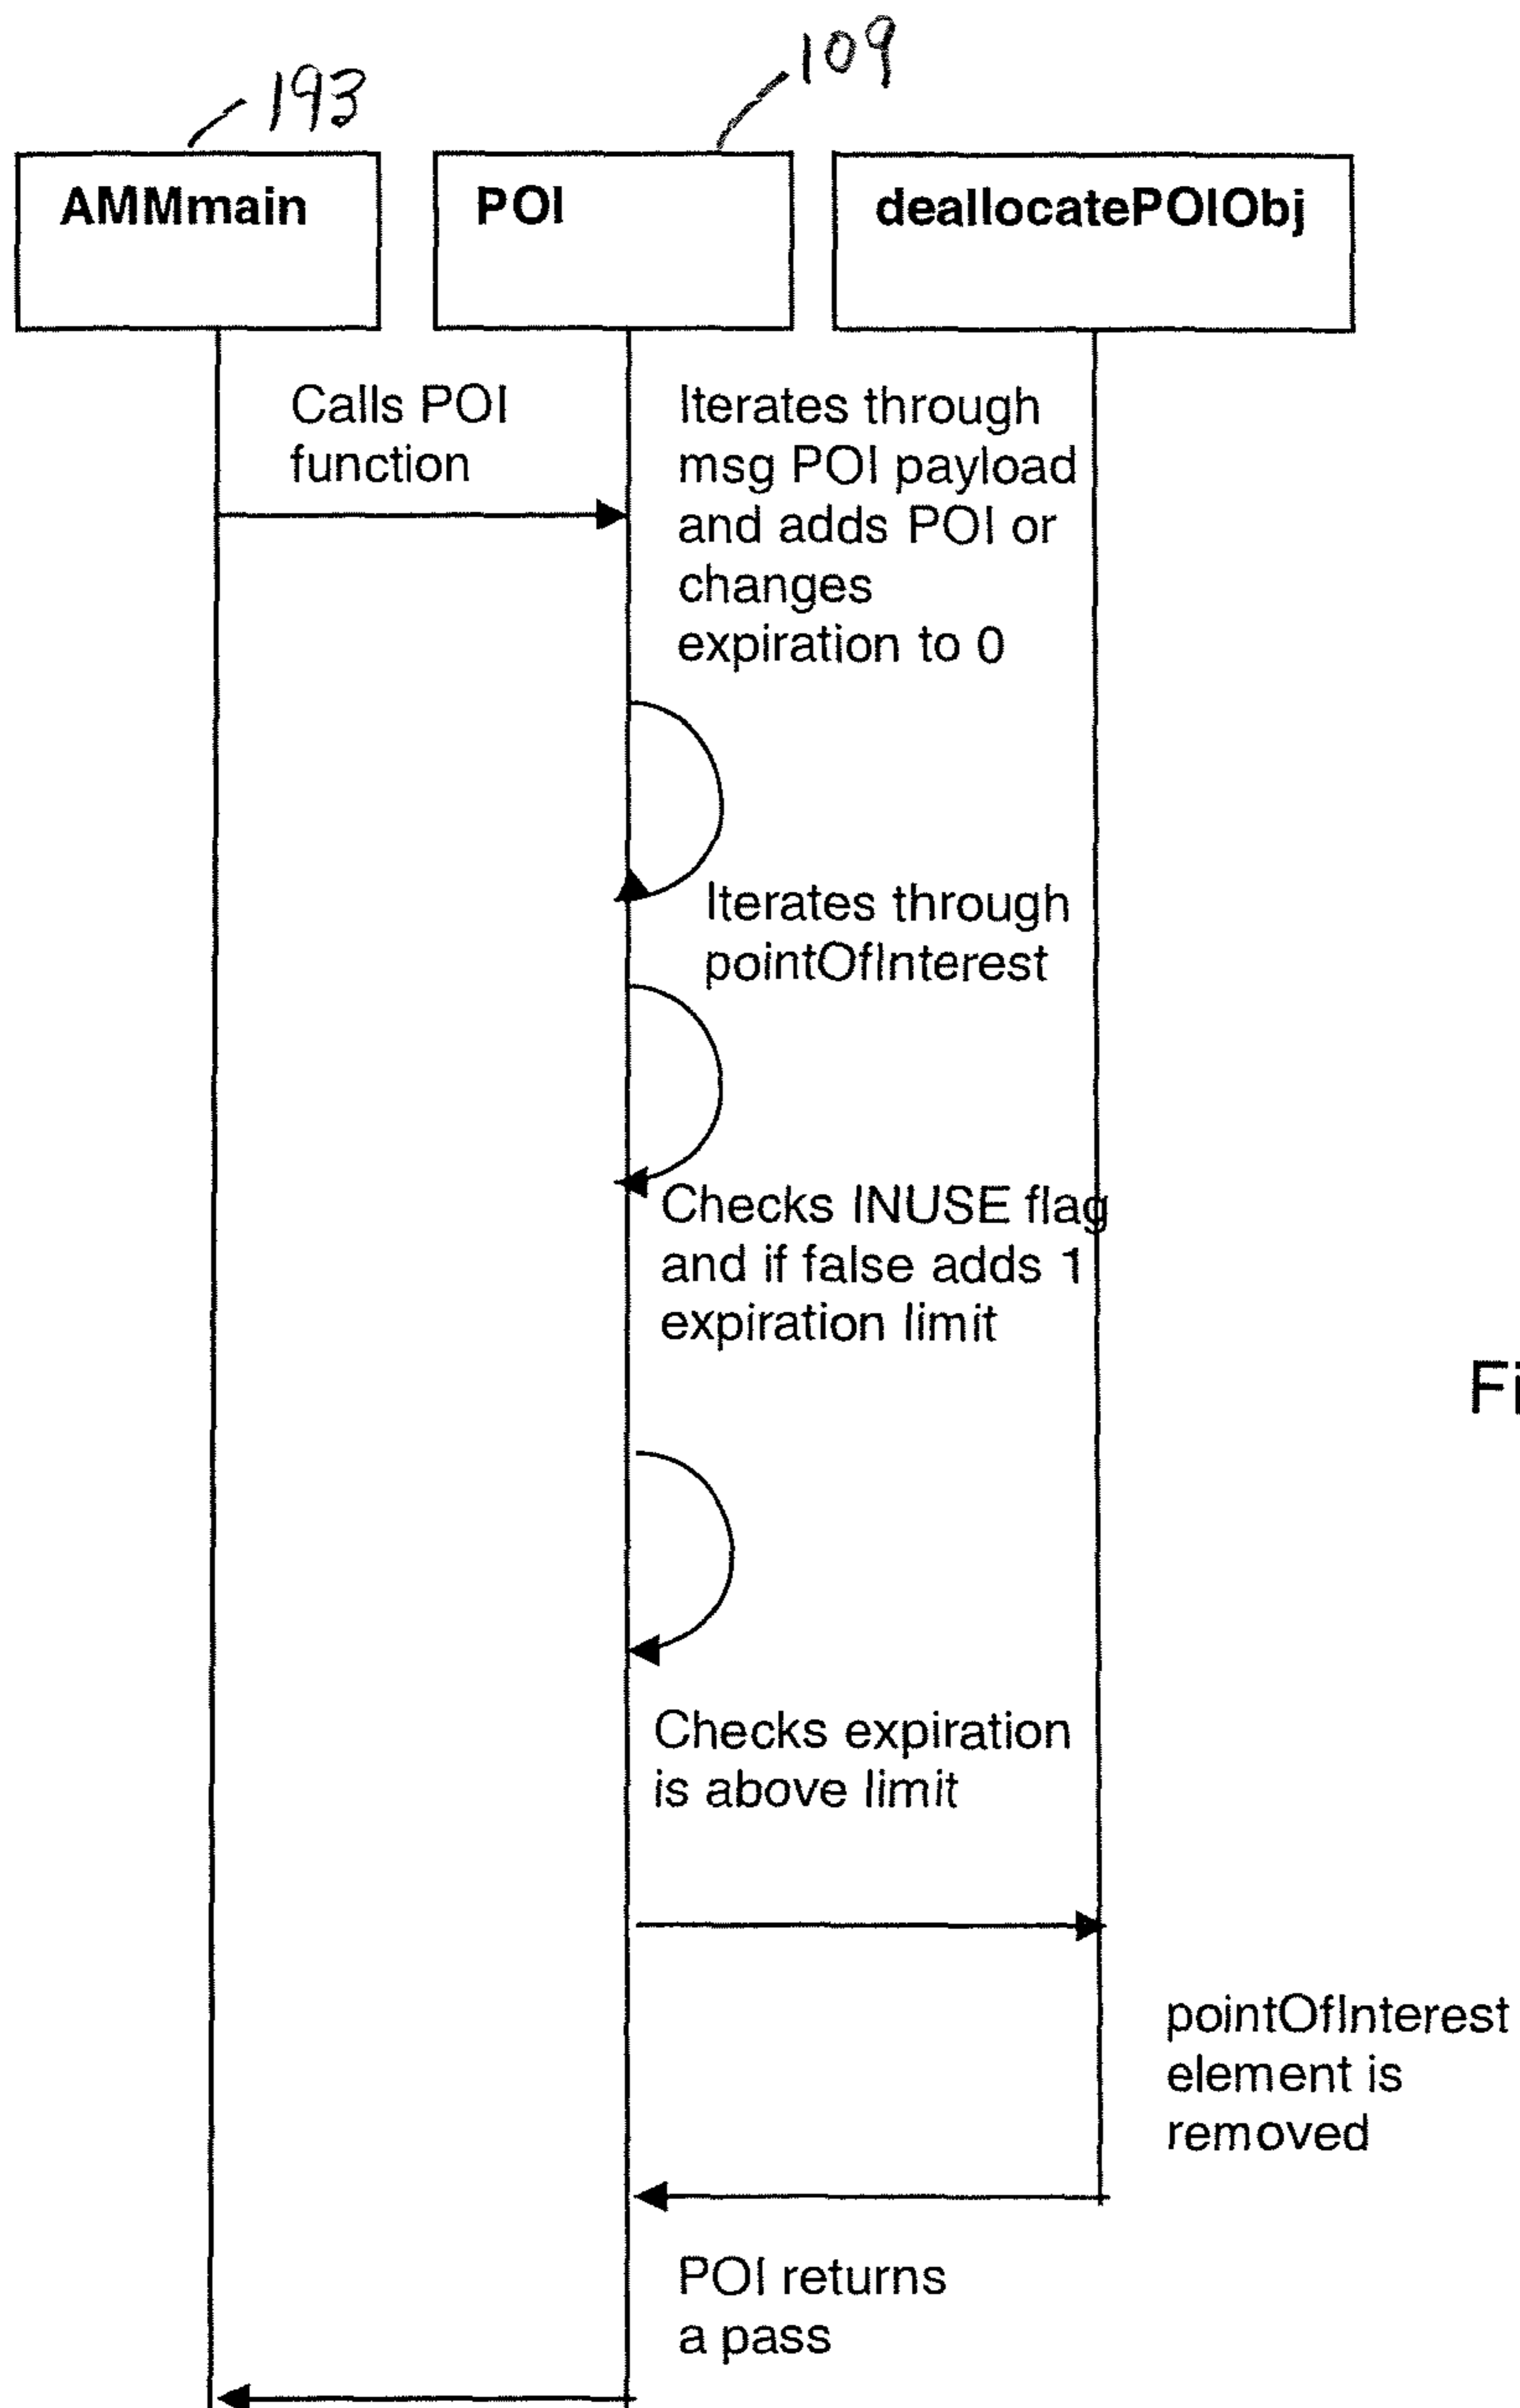 193
109
AMMmain
POI
deallocatePOIObj
Calls POI
function
Iterates through
msg POI payload
and adds POI or
changes
expiration to 0
Iterates through
pointOfInterest
Checks INUSE flag
and if false adds 1
expiration limit
Fi
Checks expiration
is above limit
pointOfInterest
element is
removed
POI returns
a pass